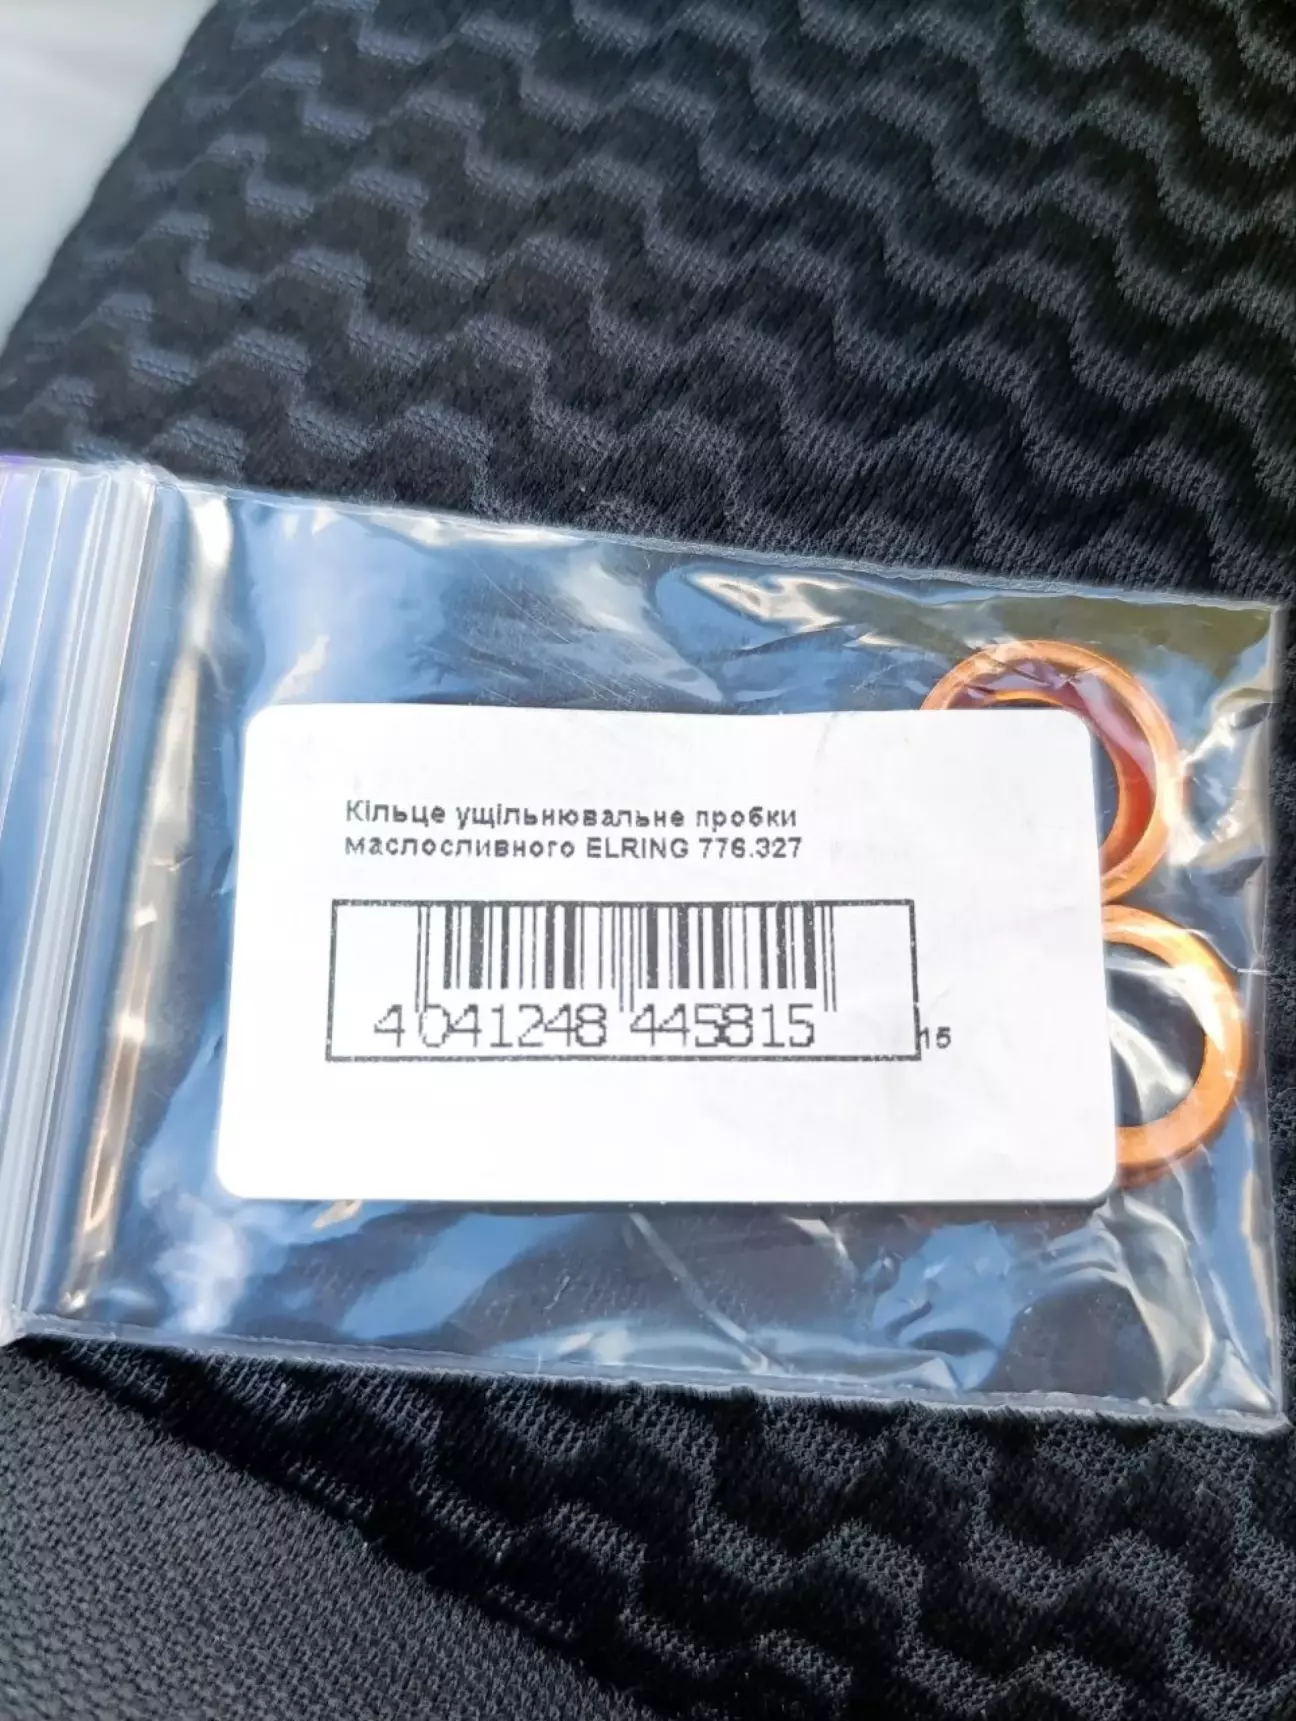 Кільце ущільнювальне пробки
маслосливного ELRING 776.327
4 041248 445815
15